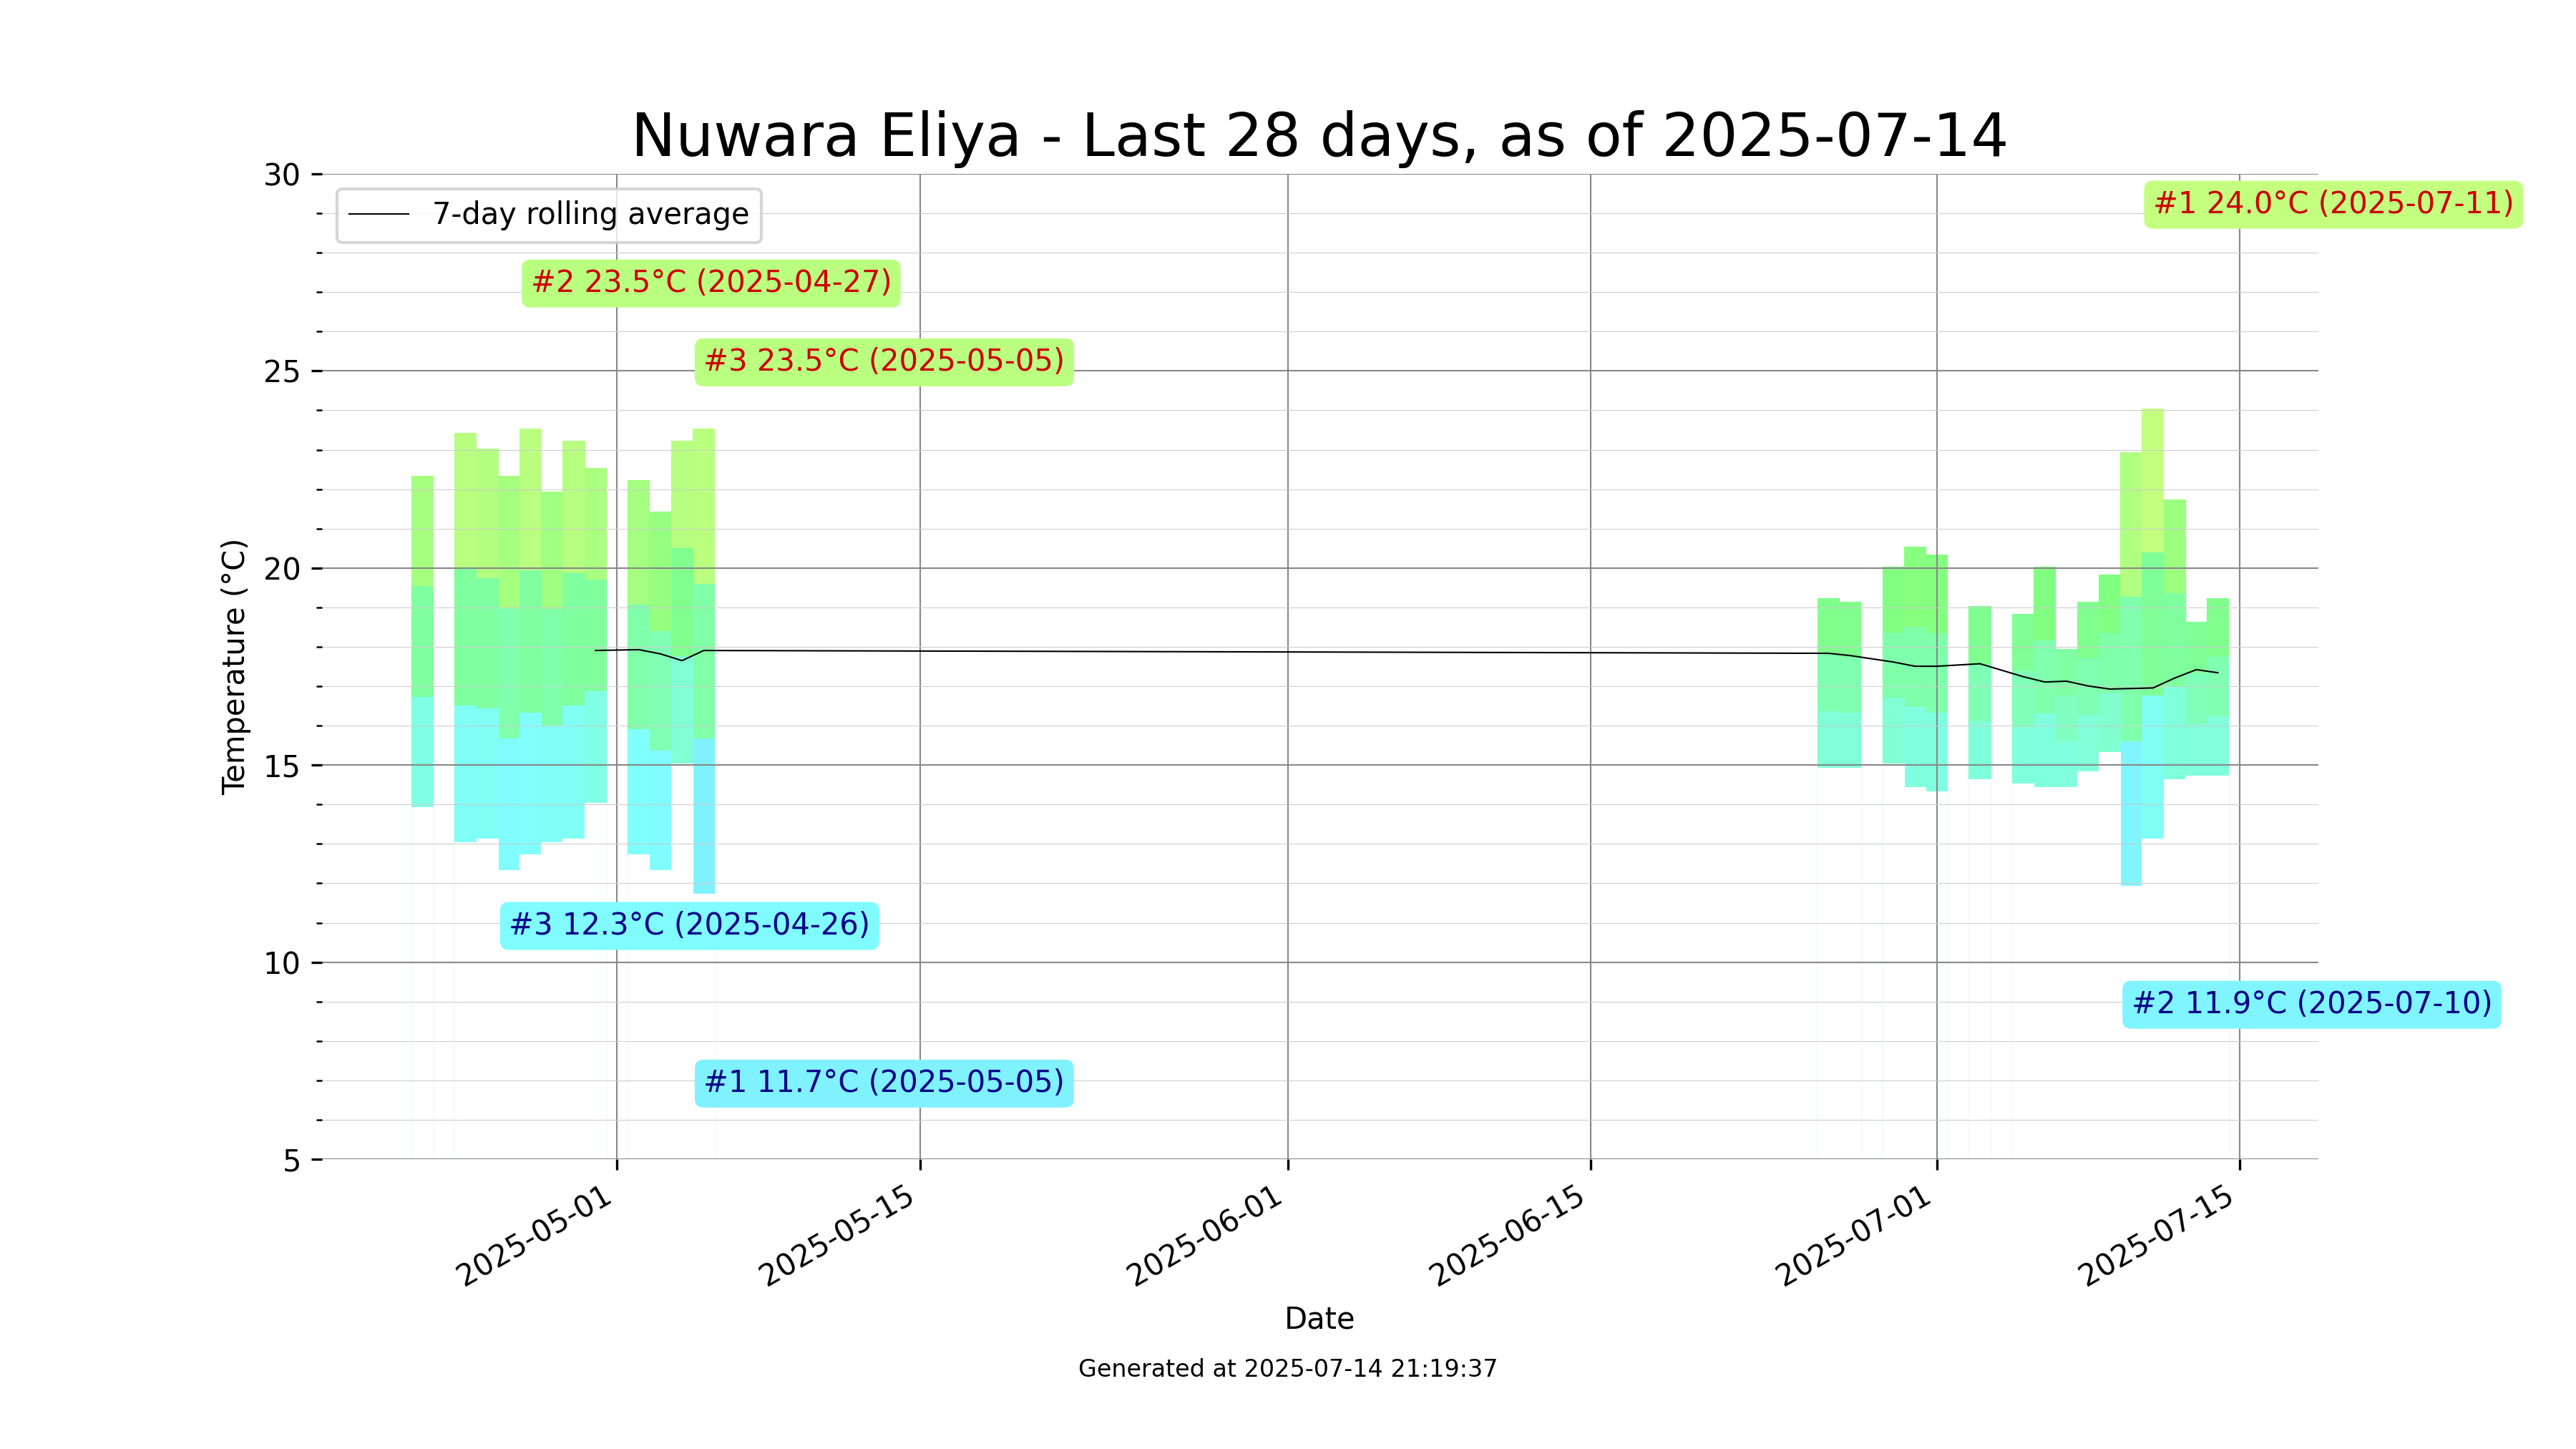 Nuwara Eliya - Last 28 days, as of 2025-07-14
30
7-day rolling average
#1 24.0°C (2025-07-11)
#2 23.5°C (2025-04-27)
#3 23.5°C (2025-05-05)
25
20
Temperature (°C)
15
#3 12.3°C (2025-04-26)
10
#2 11.9°C (2025-07-10)
#1 11.7°C (2025-05-05)
5
2025-05-01
2025-05-15
2025-06-01
2025-06-15
2025-07-01
2025-07-15
Date
Generated at 2025-07-14 21:19:37